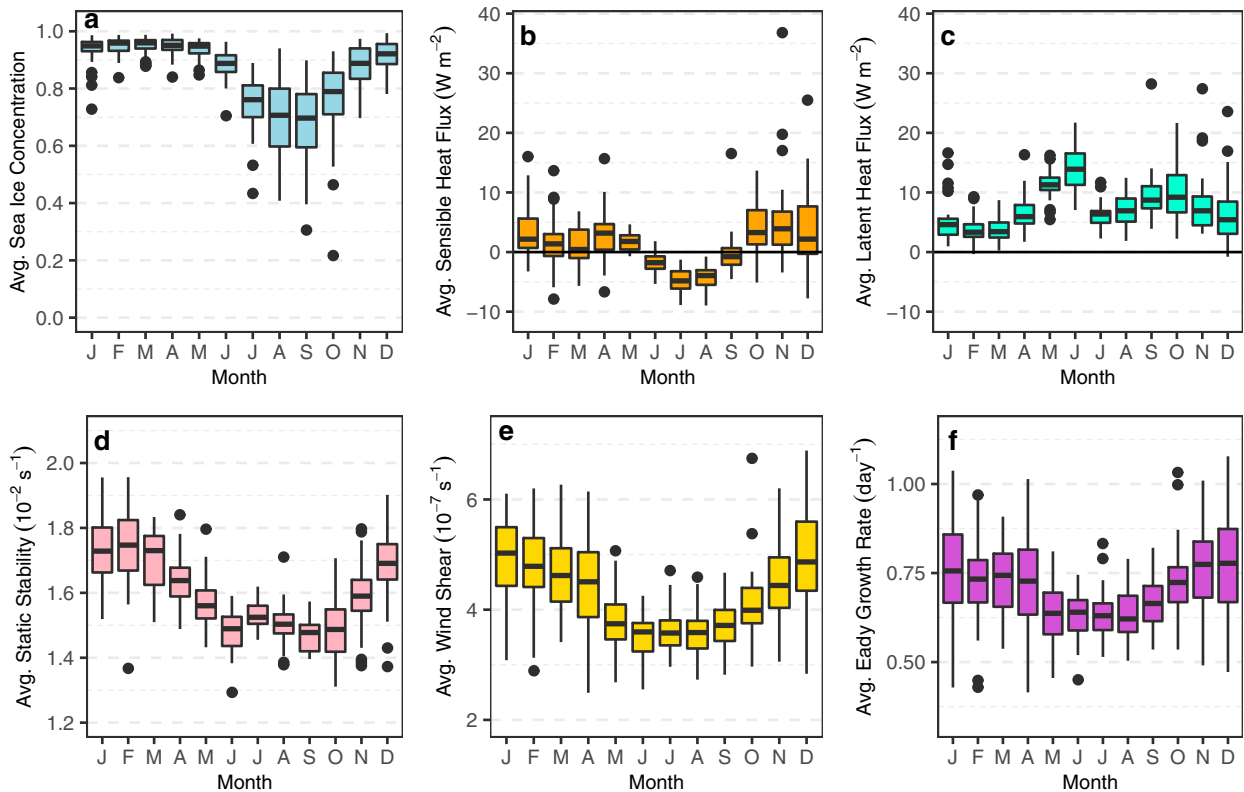 a
Avg. Sea Ice Concentration
1.0
0.8
0.6
0.4
0.2
0.0
J F M A M J J A S O N D
Month
b
Avg. Sensible Heat Flux (W m⁻²)
40
30
20
10
0
−10
J F M A M J J A S O N D
Month
c
Avg. Latent Heat Flux (W m⁻²)
40
30
20
10
0
−10
J F M A M J J A S O N D
Month
d
Avg. Static Stability (10⁻² s⁻¹)
2.0
1.8
1.6
1.4
1.2
J F M A M J J A S O N D
Month
e
Avg. Wind Shear (10⁻⁷ s⁻¹)
6
4
2
J F M A M J J A S O N D
Month
f
Avg. Eady Growth Rate (day⁻¹)
1.00
0.75
0.50
J F M A M J J A S O N D
Month